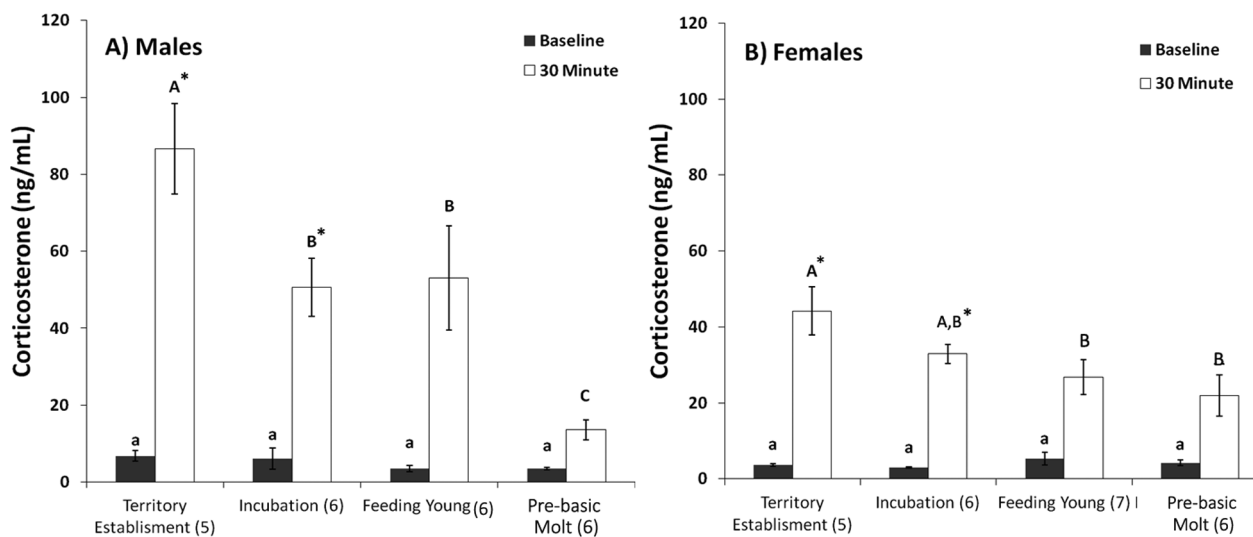 A) Males
Baseline
30 Minute
Corticosterone (ng/mL)
120
100
80
60
40
20
0
A*
B*
B
C
a
a
a
a
Territory
Establisment (5)
Incubation (6)
Feeding Young (6)
Pre-basic
Molt (6)
B) Females
Baseline
30 Minute
Corticosterone (ng/mL)
120
100
80
60
40
20
0
A*
A,B*
B
B
a
a
a
a
Territory
Establisment (5)
Incubation (6)
Feeding Young (7)
Pre-basic
Molt (6)